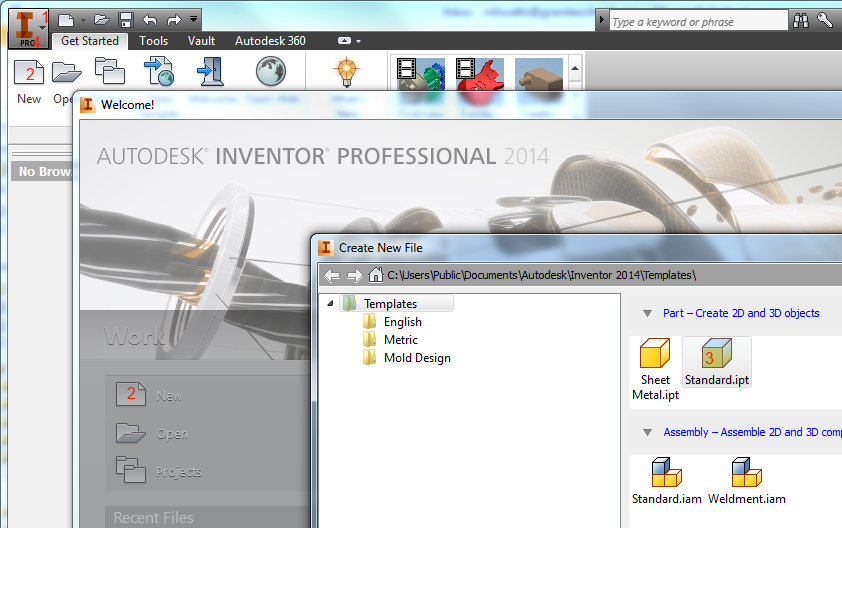 1
PRO 4
Type a keyword or phrase
Get Started Tools Vault Autodesk 360
2
New
No Brows
Welcome!
AUTODESK® INVENTOR® PROFESSIONAL 2014
Work
2 New
Open
Projects
Recent Files
Create New File
C:\Users\Public\Documents\Autodesk\Inventor 2014\Templates\
Templates
English
Metric
Mold Design
Part – Create 2D and 3D objects
3
Sheet Metal.ipt
Standard.ipt
Assembly – Assemble 2D and 3D comp
Standard.iam Weldment.iam